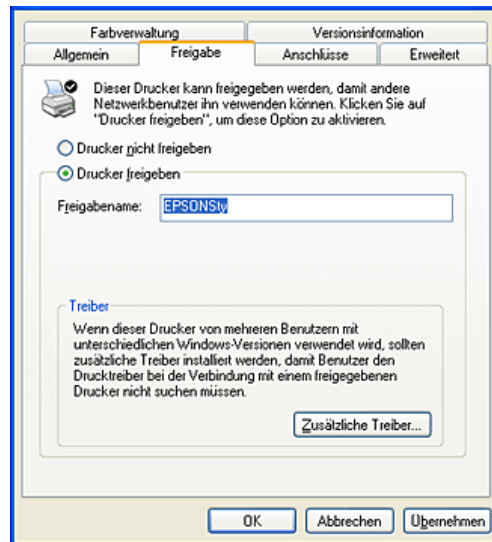 Farbverwaltung Versionsinformation
Allgemein Freigabe Anschlüsse Erweitert
Dieser Drucker kann freigegeben werden, damit andere
Netzwerkbenutzer ihn verwenden können. Klicken Sie auf
"Drucker freigeben", um diese Option zu aktivieren.
Drucker nicht freigeben
Drucker freigeben
Freigabename: EPSONSty
Treiber
Wenn dieser Drucker von mehreren Benutzern mit
unterschiedlichen Windows-Versionen verwendet wird, sollten
zusätzliche Treiber installiert werden, damit Benutzer den
Drucktreiber bei der Verbindung mit einem freigegebenen
Drucker nicht suchen müssen.
Zusätzliche Treiber...
OK Abbrechen Übernehmen